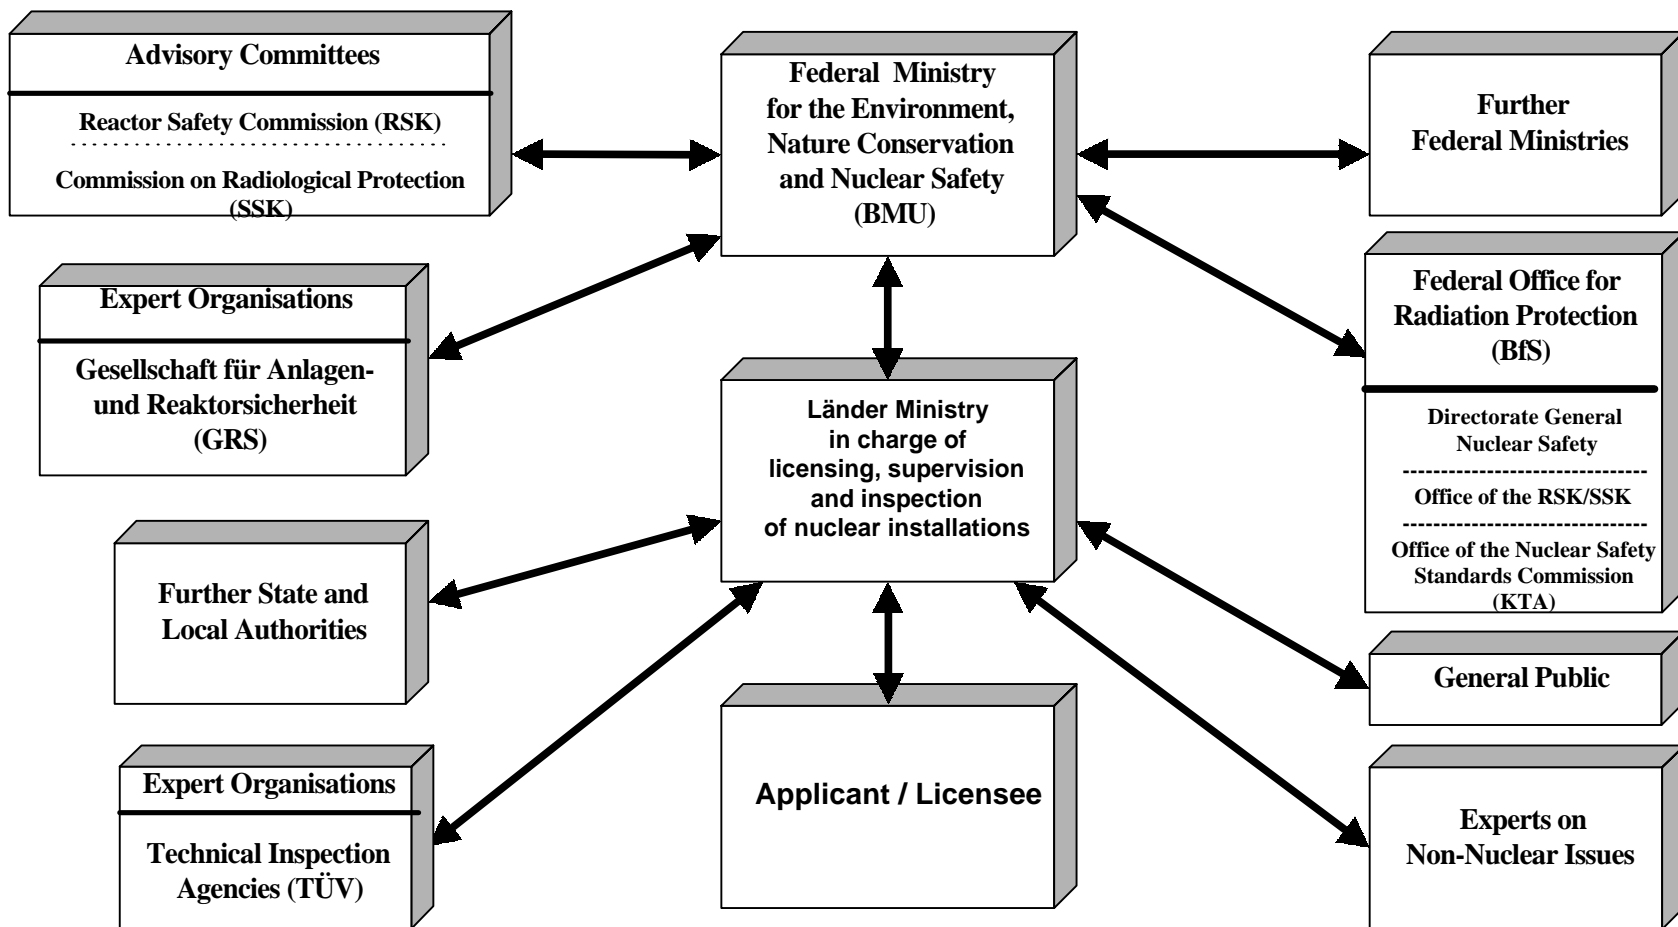 Advisory Committees
Reactor Safety Commission (RSK)
Commission on Radiological Protection
(SSK)
Federal Ministry
for the Environment,
Nature Conservation
and Nuclear Safety
(BMU)
Further
Federal Ministries
Expert Organisations
Gesellschaft für Anlagen-
und Reaktorsicherheit
(GRS)
Länder Ministry
in charge of
licensing, supervision
and inspection
of nuclear installations
Federal Office for
Radiation Protection
(BfS)
Directorate General
Nuclear Safety
Office of the RSK/SSK
Office of the Nuclear Safety
Standards Commission
(KTA)
Further State and
Local Authorities
General Public
Expert Organisations
Technical Inspection
Agencies (TÜV)
Applicant / Licensee
Experts on
Non-Nuclear Issues